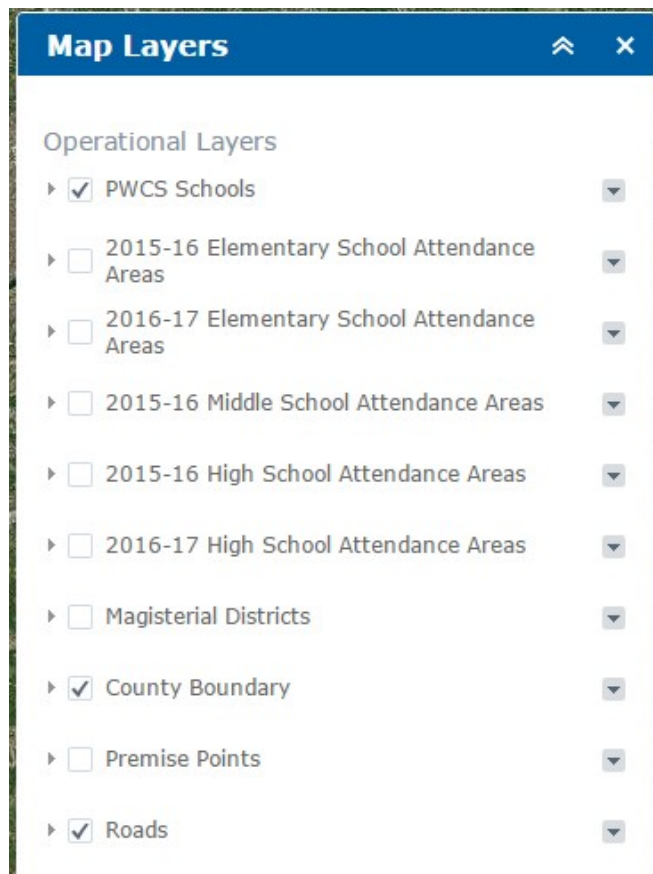 Map Layers
Operational Layers
PWCS Schools
2015-16 Elementary School Attendance
Areas
2016-17 Elementary School Attendance
Areas
2015-16 Middle School Attendance Areas
2015-16 High School Attendance Areas
2016-17 High School Attendance Areas
Magisterial Districts
County Boundary
Premise Points
Roads